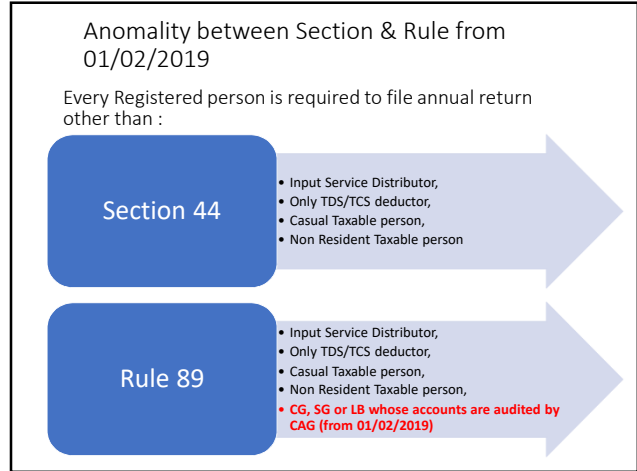 Anomality between Section & Rule from
01/02/2019
Every Registered person is required to file annual return
other than :
Section 44
• Input Service Distributor,
• Only TDS/TCS deductor,
• Casual Taxable person,
• Non Resident Taxable person
Rule 89
• Input Service Distributor,
• Only TDS/TCS deductor,
• Casual Taxable person,
• Non Resident Taxable person,
• CG, SG or LB whose accounts are audited by
CAG (from 01/02/2019)